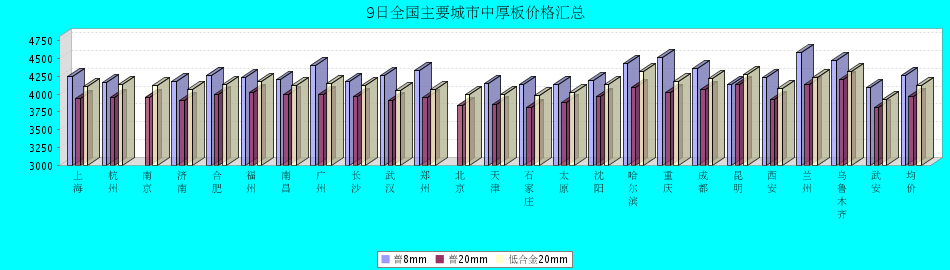 9日全国主要城市中厚板价格汇总
4750
4500
4250
4000
3750
3500
3250
3000
上海
杭州
南京
济南
合肥
福州
南昌
广州
长沙
武汉
郑州
北京
天津
石家庄
太原
沈阳
哈尔滨
重庆
成都
昆明
西安
兰州
乌鲁木齐
武安
均价
普8mm 普20mm 低合金20mm